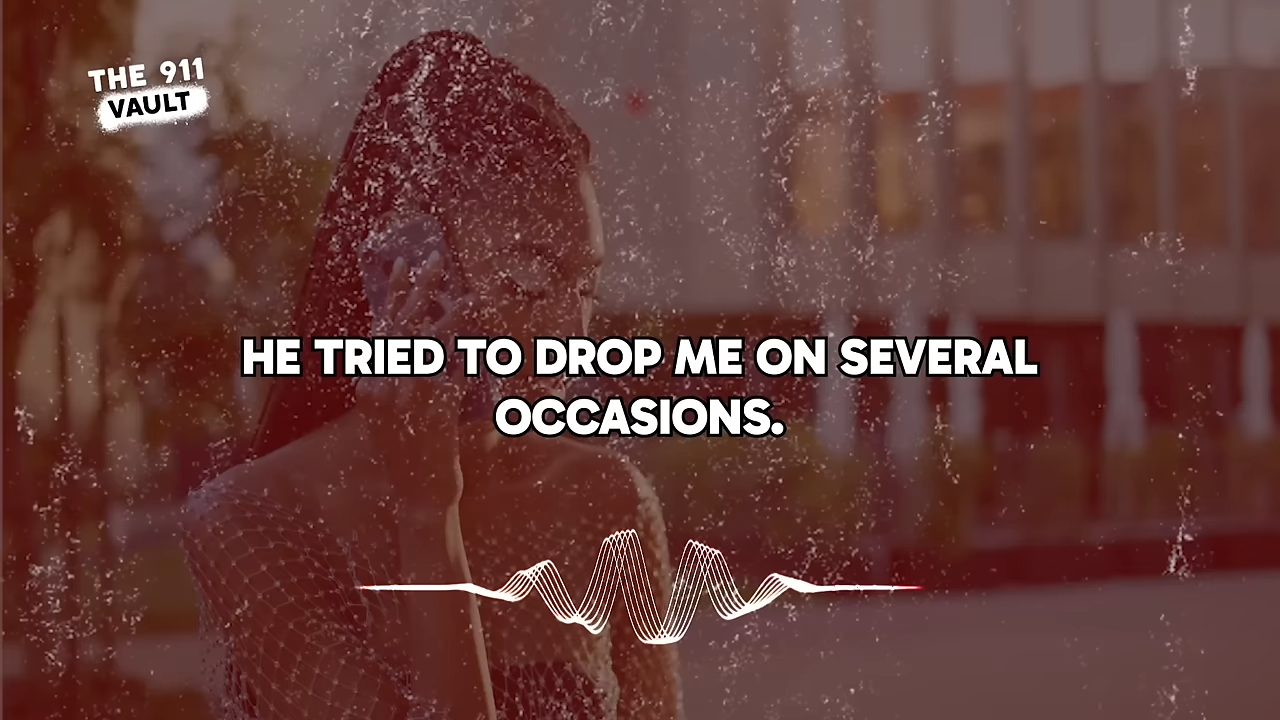 THE 911
VAULT
HE TRIED TO DROP ME ON SEVERAL
OCCASIONS.